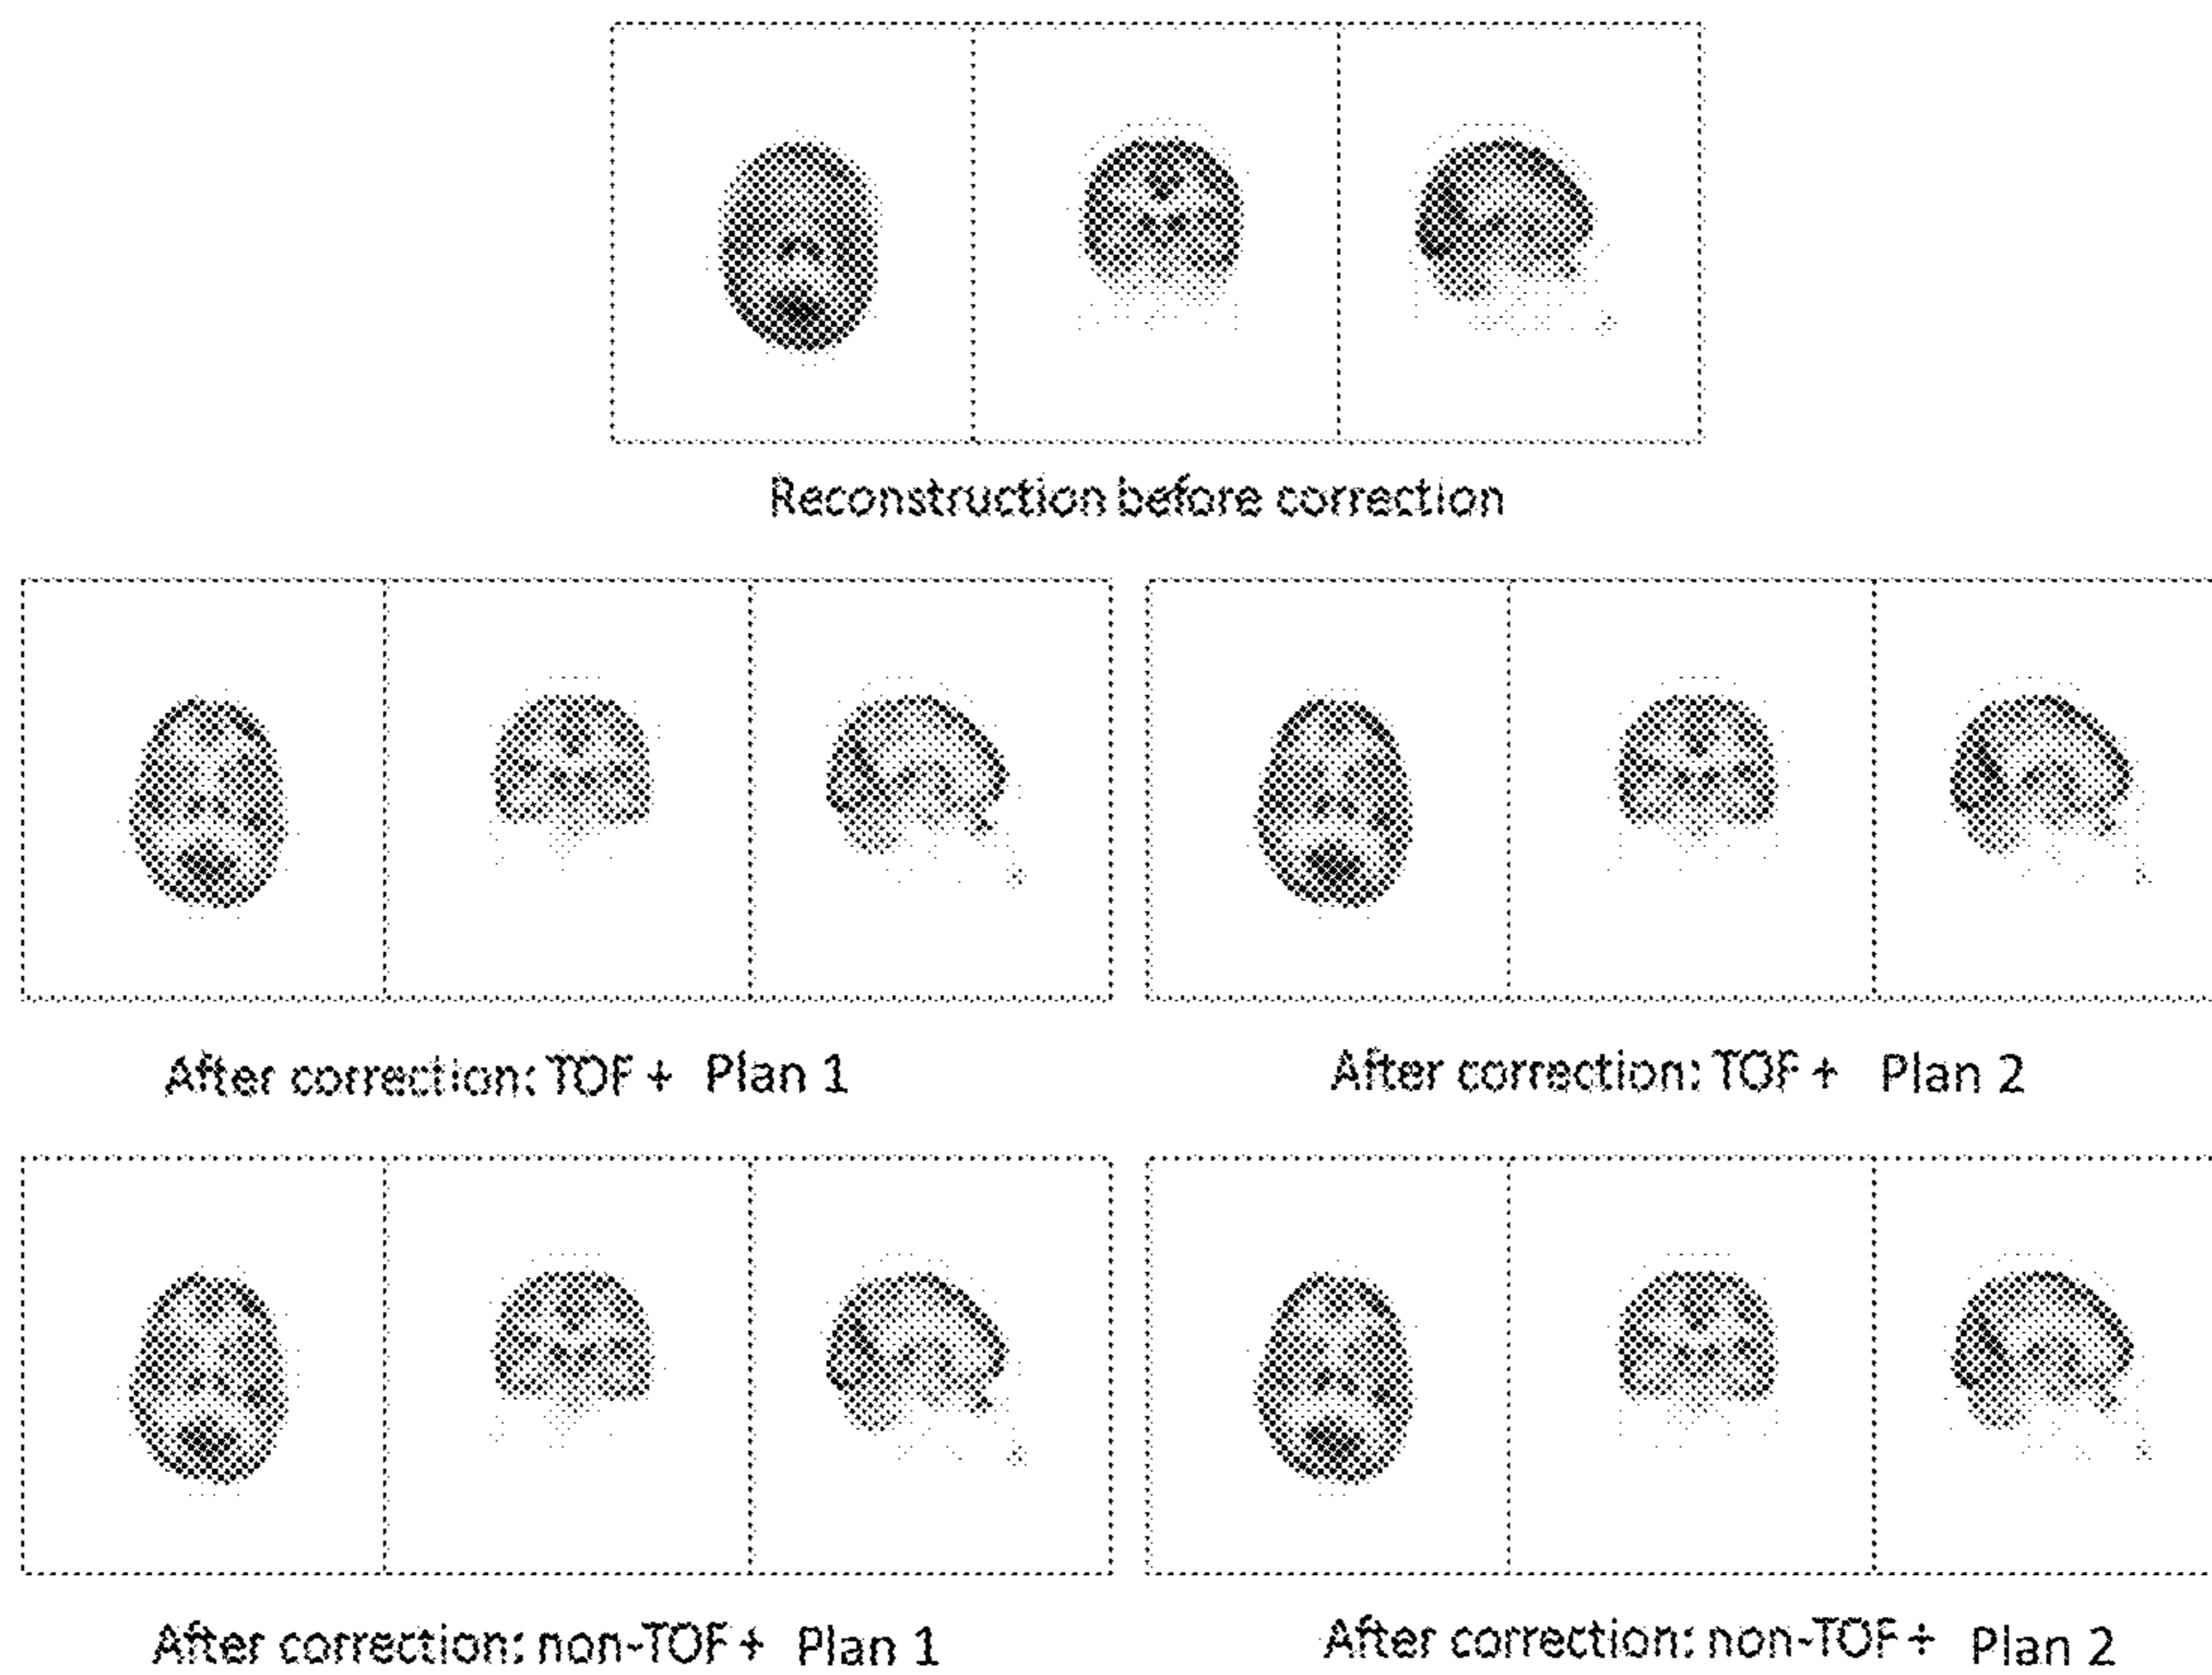 Reconstruction before correction
After correction: TOF + Plan 1
After correction: TOF + Plan 2
After correction: non-TOF + Plan 1
After correction: non-TOF + Plan 2